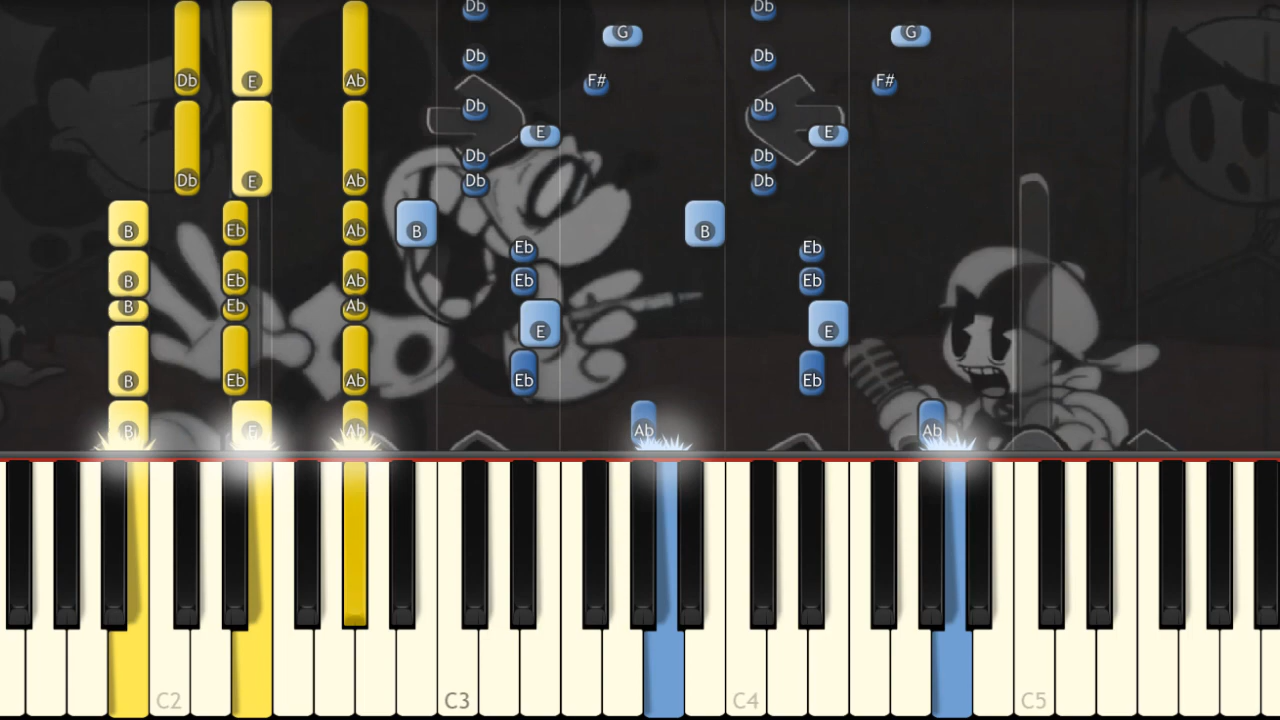 Db Db
G G
Db E Ab Db F# Db F#
Db Db
E E
Db Db
Db E Ab Db Db
B Eb Ab B B
Eb Eb
B Eb Ab Eb Eb
B Eb Ab
E E
B Eb Ab Eb Eb
B E Ab Ab Ab
C2 C3 C4 C5